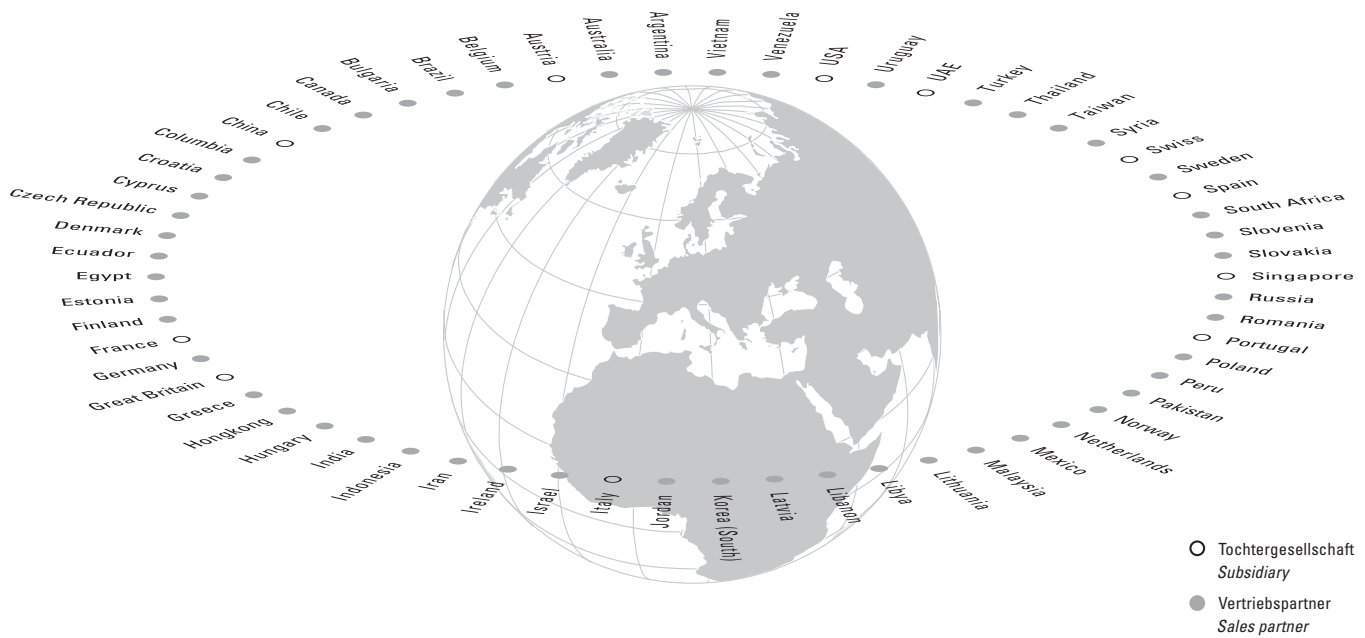 Argentina
Australia
Austria
Belgium
Brazil
Bulgaria
Canada
Chile
China
Columbia
Croatia
Cyprus
Czech Republic
Denmark
Ecuador
Egypt
Estonia
Finland
France
Germany
Great Britain
Greece
Hongkong
Hungary
India
Indonesia
Iran
Ireland
Israel
Italy
Jordan
Korea (South)
Latvia
Libanon
Libya
Lithuania
Malaysia
Mexico
Netherlands
Norway
Pakistan
Peru
Poland
Portugal
Romania
Russia
Singapore
Slovakia
Slovenia
South Africa
Spain
Sweden
Swiss
Syria
Taiwan
Thailand
Turkey
UAE
Uruguay
USA
Venezuela
Vietnam
Tochtergesellschaft
Subsidiary
Vertriebspartner
Sales partner